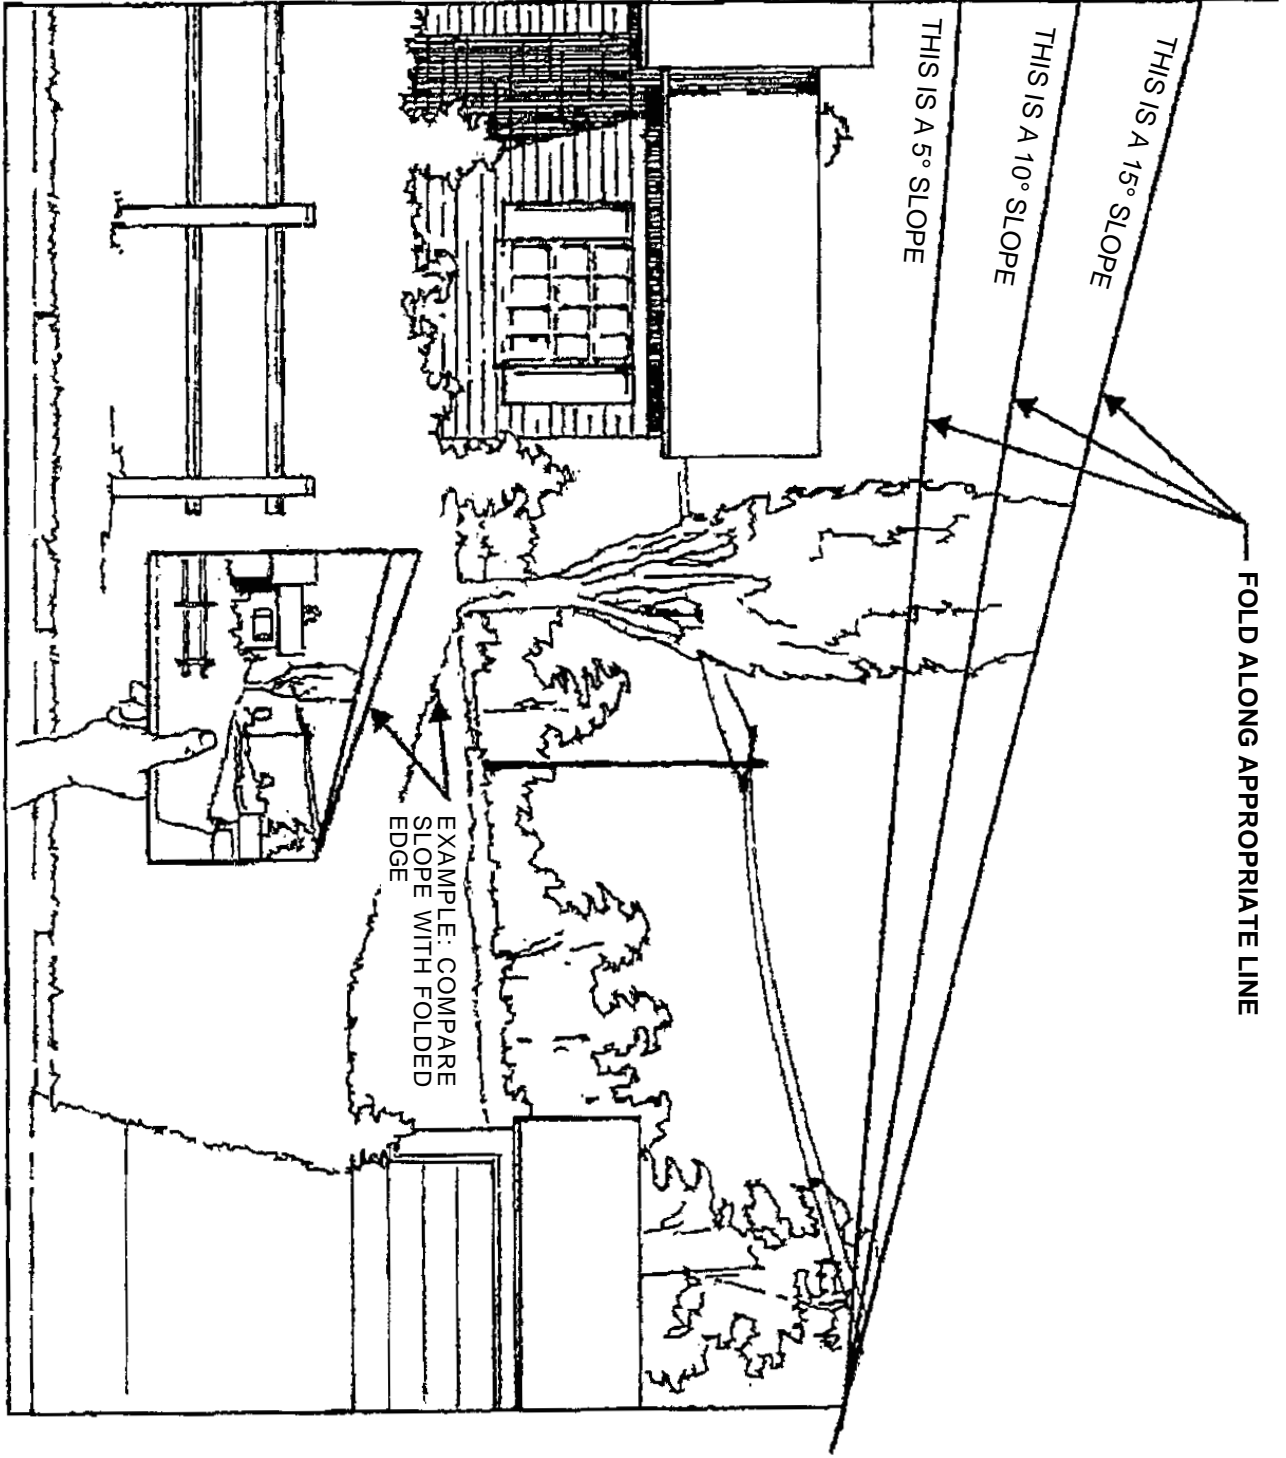 FOLD ALONG APPROPRIATE LINE
THIS IS A 15° SLOPE
THIS IS A 10° SLOPE
THIS IS A 5° SLOPE
EXAMPLE: COMPARE
SLOPE WITH FOLDED
EDGE